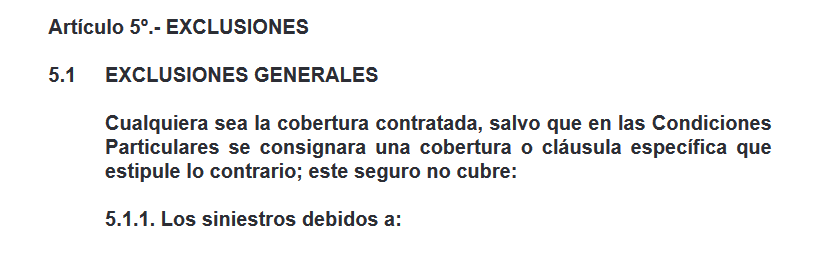 Artículo 5º.- EXCLUSIONES
5.1 EXCLUSIONES GENERALES
Cualquiera sea la cobertura contratada, salvo que en las Condiciones
Particulares se consignara una cobertura o cláusula específica que
estipule lo contrario; este seguro no cubre:
5.1.1. Los siniestros debidos a: